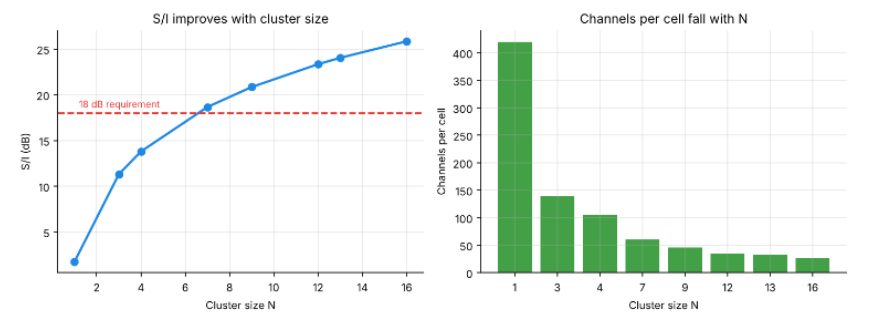 S/I improves with cluster size
25
20
15
10
5
S/I (dB)
18 dB requirement
2 4 6 8 10 12 14 16
Cluster size N
Channels per cell fall with N
400
350
300
250
200
150
100
50
0
Channels per cell
1 3 4 7 9 12 13 16
Cluster size N